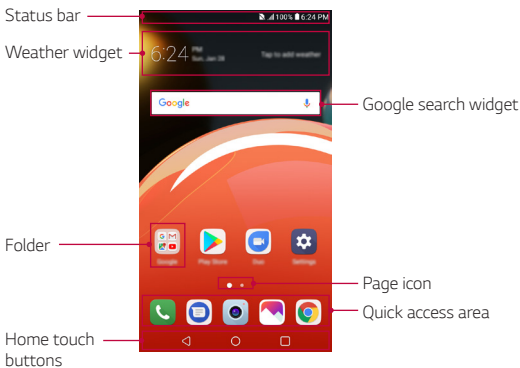 Status bar
100% 6:24 PM
Weather widget
6:24 PM
Sun, Jan 28
Tap to add weather
Google
Google search widget
Folder
Google
Play Store
Duo
Settings
Page icon
Quick access area
Home touch
buttons